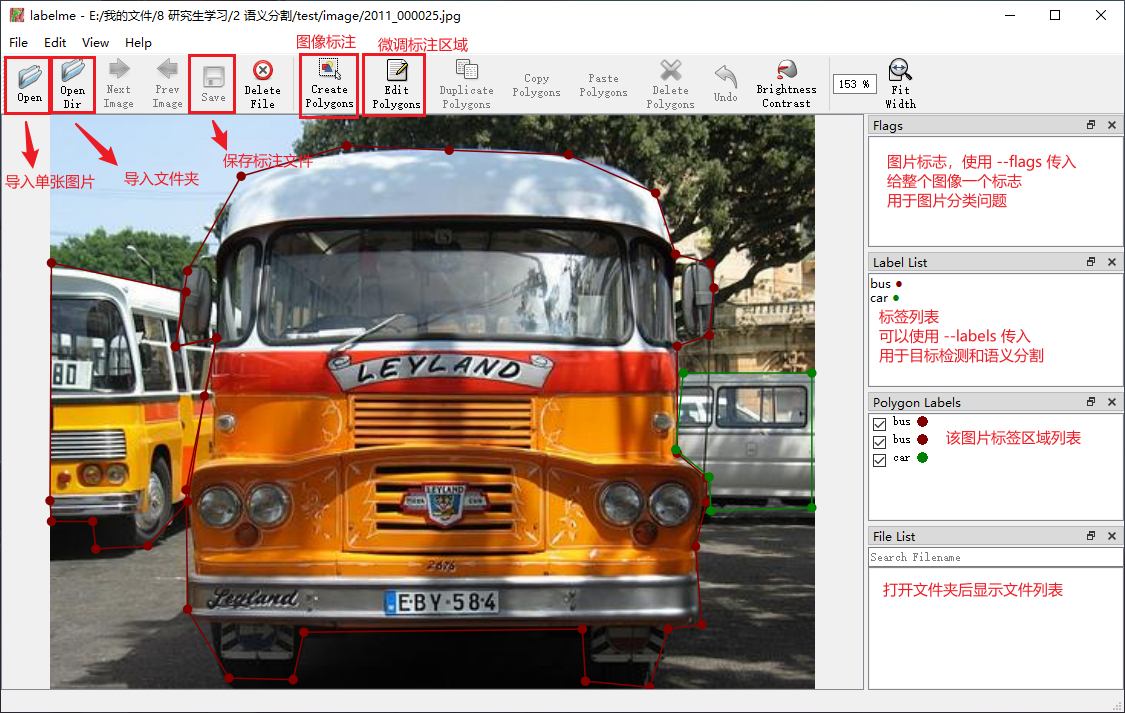 labelme - E:/我的文件/8 研究生学习/2 语义分割/test/image/2011_000025.jpg
File Edit View Help
图像标注
微调标注区域
Open
Open Dir
Next Image
Prev Image
Save
Delete File
Create Polygons
Edit Polygons
Duplicate Polygons
Copy Polygons
Paste Polygons
Delete Polygons
Undo
Brightness Contrast
153 %
Fit Width
导入单张图片
导入文件夹
保存标注文件
80
LEYLAND
LEYLAND
2676
Leyland
EBY-584
Flags
图片标志，使用 --flags 传入
给整个图像一个标志
用于图片分类问题
Label List
bus
car
标签列表
可以使用 --labels 传入
用于目标检测和语义分割
Polygon Labels
bus
bus
car
该图片标签区域列表
File List
Search Filename
打开文件夹后显示文件列表